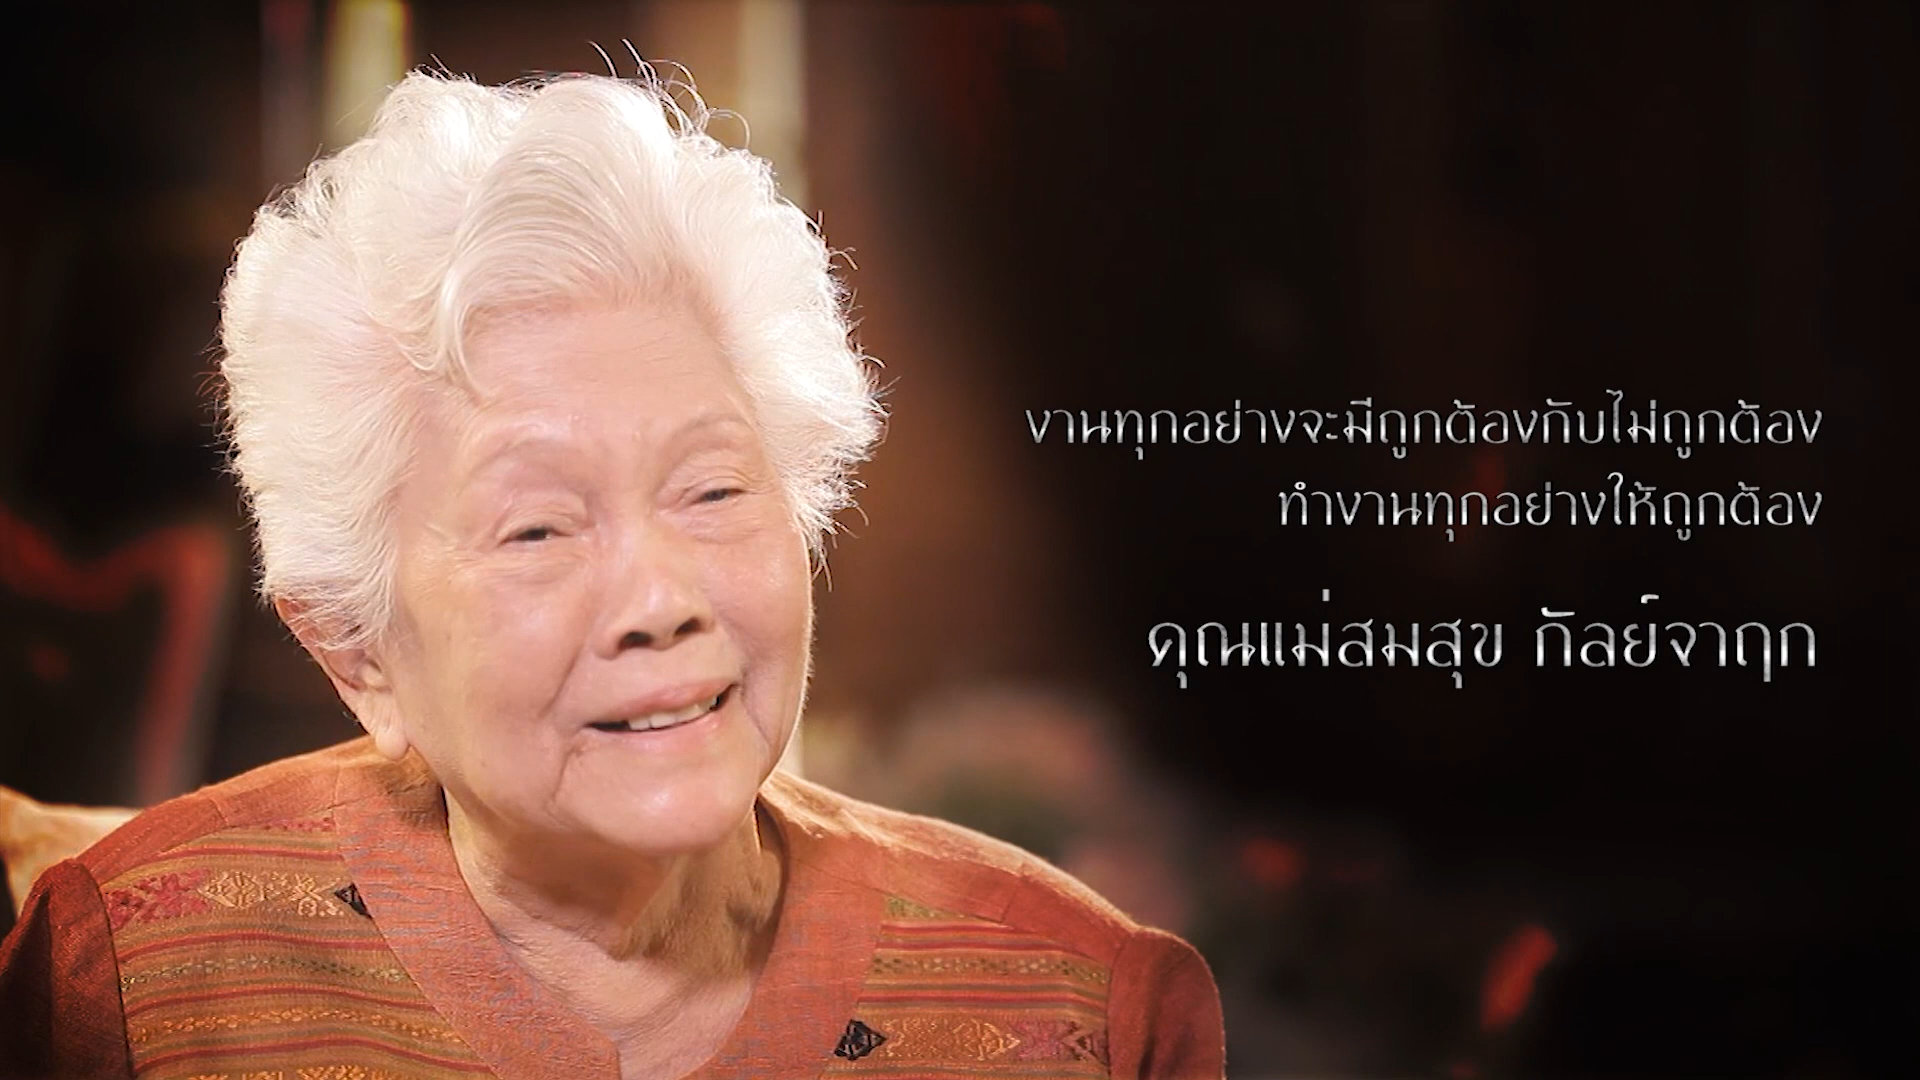 งานทุกอย่างจะมีถูกต้องกับไม่ถูกต้อง
ทำงานทุกอย่างให้ถูกต้อง
คุณแม่สมสุข กัลย์จาฤก